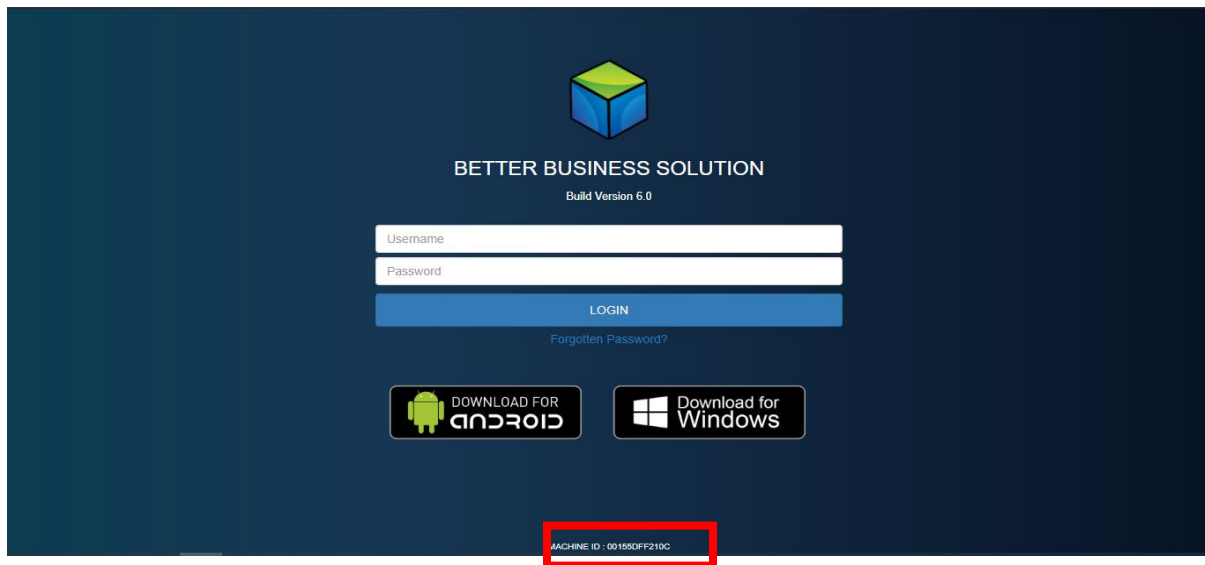 BETTER BUSINESS SOLUTION
Build Version 6.0
Username
Password
LOGIN
Forgotten Password?
DOWNLOAD FOR
ANDROID
Download for
Windows
MACHINE ID : 00155DFF210C